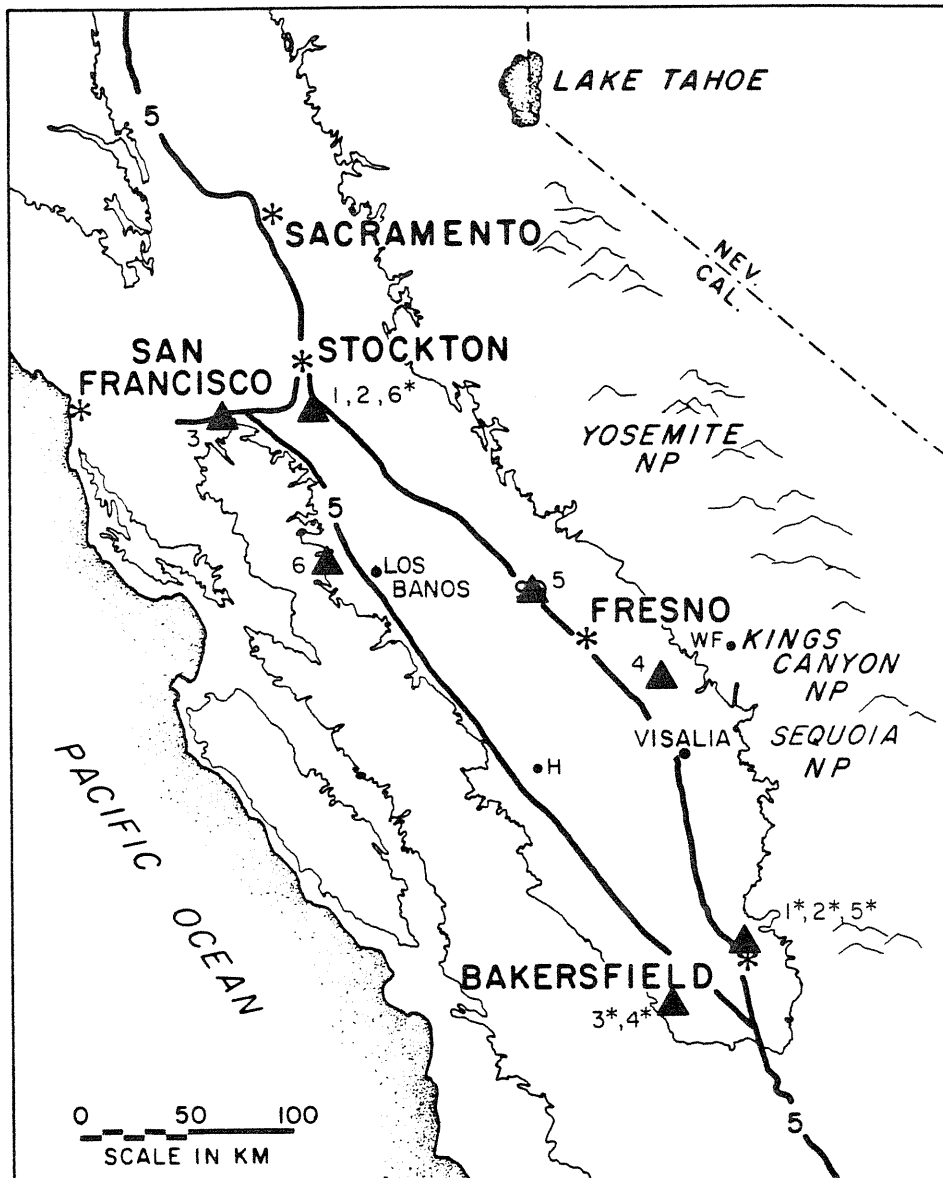 LAKE TAHOE
5
SACRAMENTO
NEV.
CAL.
SAN
FRANCISCO
STOCKTON
1, 2, 6*
3
YOSEMITE
NP
5
6
LOS
BANOS
5
FRESNO
WF
KINGS
CANYON
NP
4
VISALIA
SEQUOIA
NP
H
PACIFIC OCEAN
1*, 2*, 5*
BAKERSFIELD
3*, 4*
0 50 100
SCALE IN KM
5